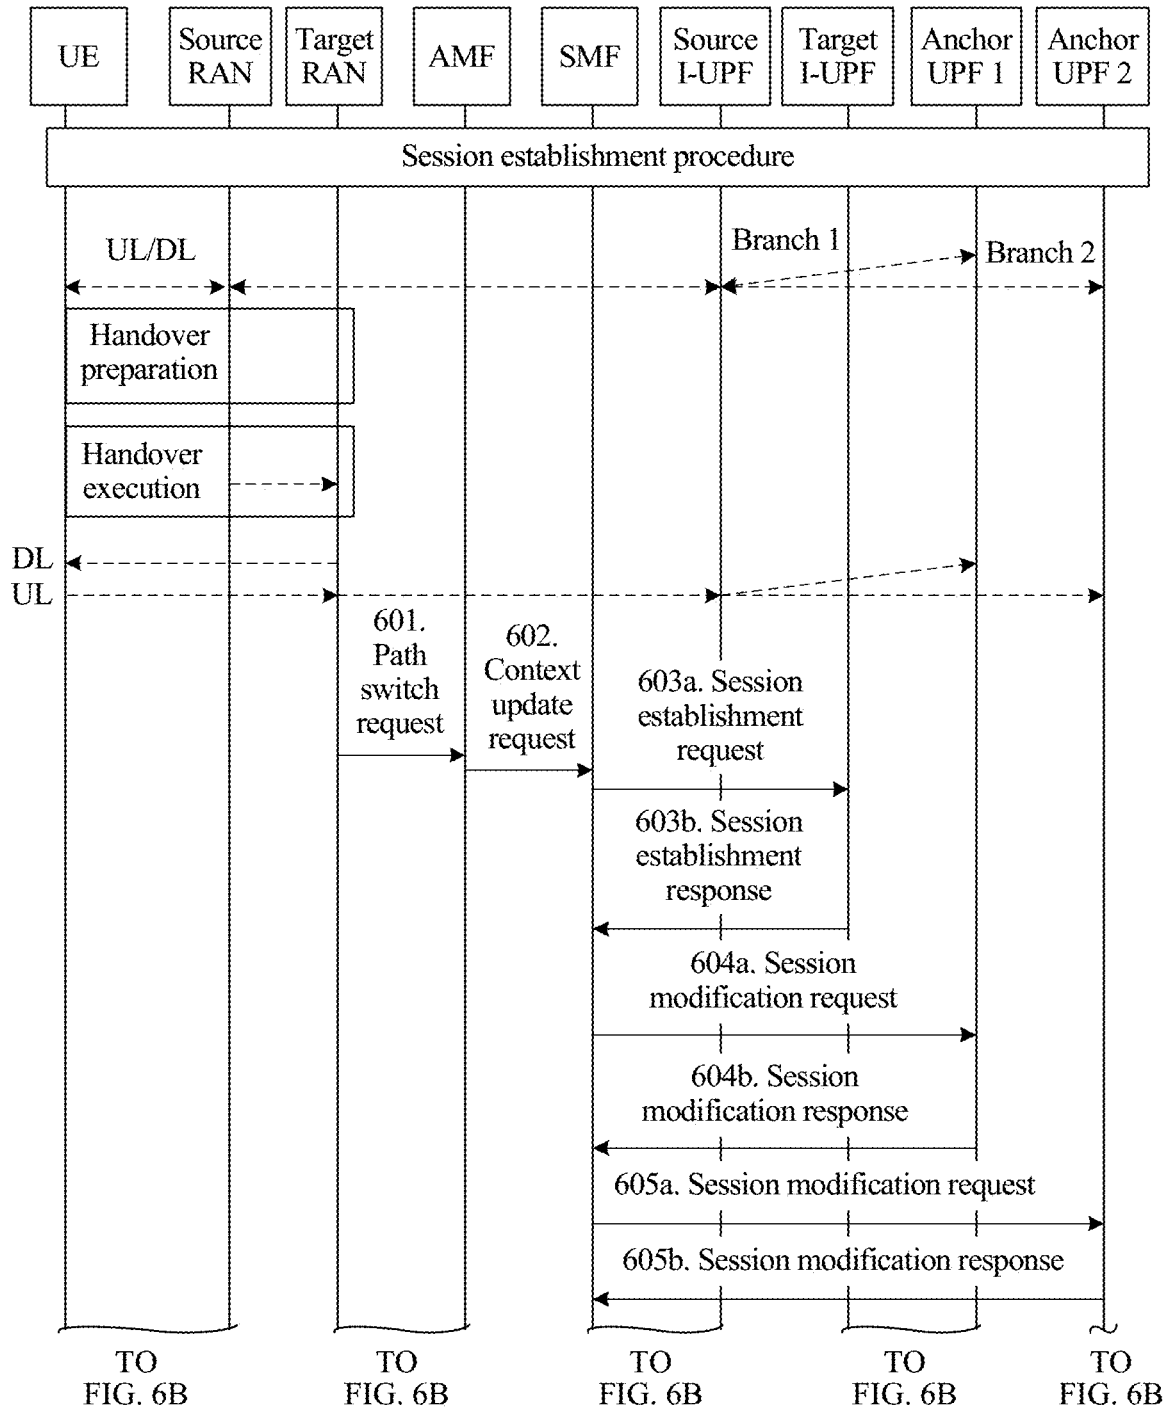 UE
Source
RAN
Target
RAN
AMF
SMF
Source
I-UPF
Target
I-UPF
Anchor
UPF 1
Anchor
UPF 2
Session establishment procedure
UL/DL
Branch 1
Branch 2
Handover
preparation
Handover
execution
DL
UL
601.
Path
switch
request
602.
Context
update
request
603a. Session
establishment
request
603b. Session
establishment
response
604a. Session
modification request
604b. Session
modification response
605a. Session modification request
605b. Session modification response
TO
FIG. 6B
TO
FIG. 6B
TO
FIG. 6B
TO
FIG. 6B
TO
FIG. 6B